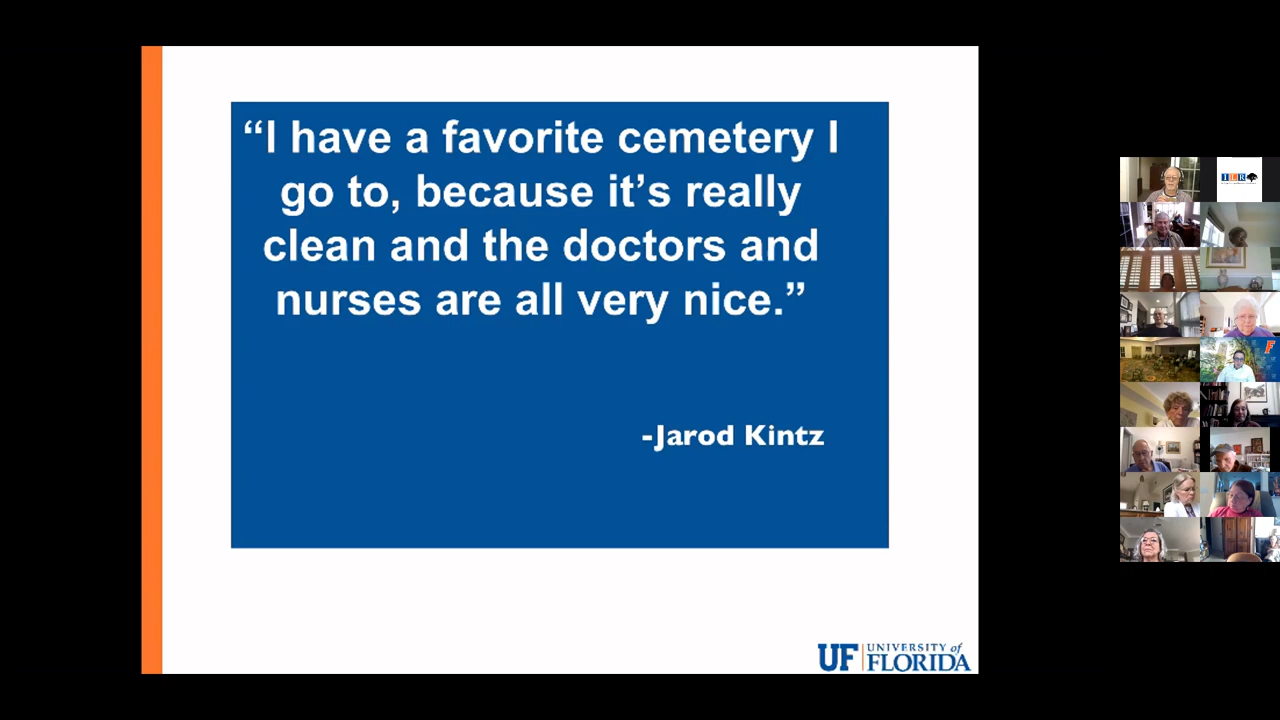 “I have a favorite cemetery I
go to, because it’s really
clean and the doctors and
nurses are all very nice.”
-Jarod Kintz
UF UNIVERSITY of
FLORIDA
ILR
F